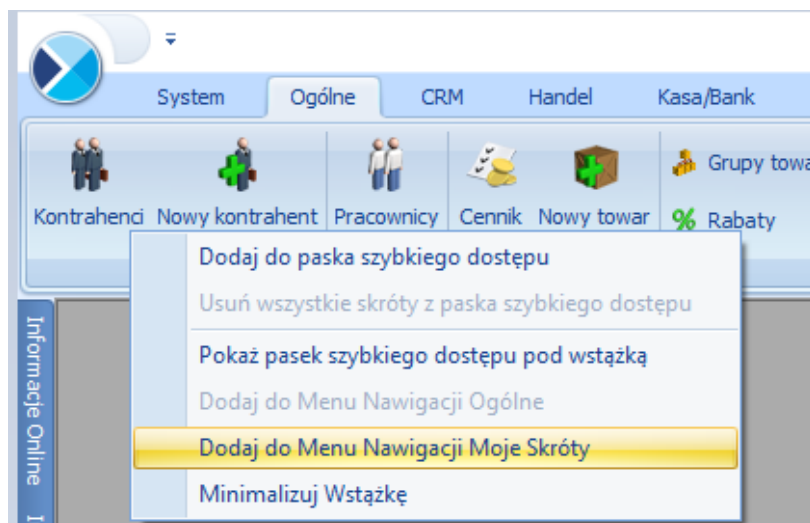 System Ogólne CRM Handel Kasa/Bank
Kontrahenci Nowy kontrahent Pracownicy Cennik Nowy towar
Grupy
Rabaty
Dodaj do paska szybkiego dostępu
Usuń wszystkie skróty z paska szybkiego dostępu
Pokaż pasek szybkiego dostępu pod wstążką
Dodaj do Menu Nawigacji Ogólne
Dodaj do Menu Nawigacji Moje Skróty
Minimalizuj Wstążkę
Informacje Online